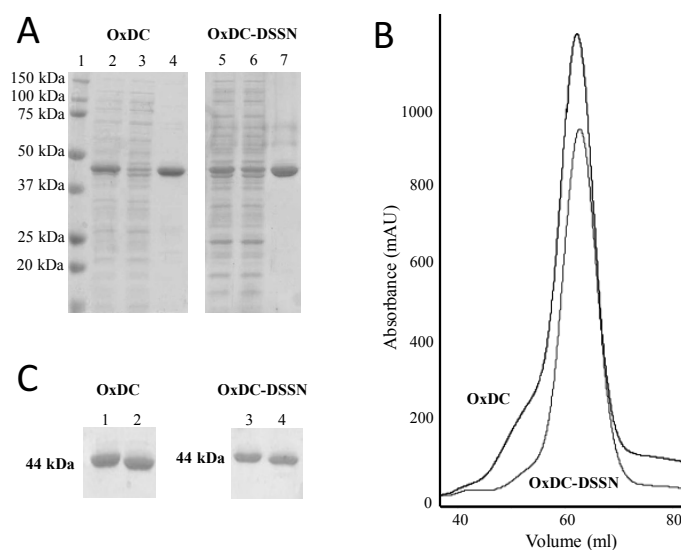 A
OxDC OxDC-DSSN
1 2 3 4 5 6 7
150 kDa
100 kDa
75 kDa
50 kDa
37 kDa
25 kDa
20 kDa
B
1000
800
600
400
200
0
Absorbance (mAU)
OxDC
OxDC-DSSN
40 60 80
Volume (ml)
C
OxDC OxDC-DSSN
1 2 3 4
44 kDa 44 kDa